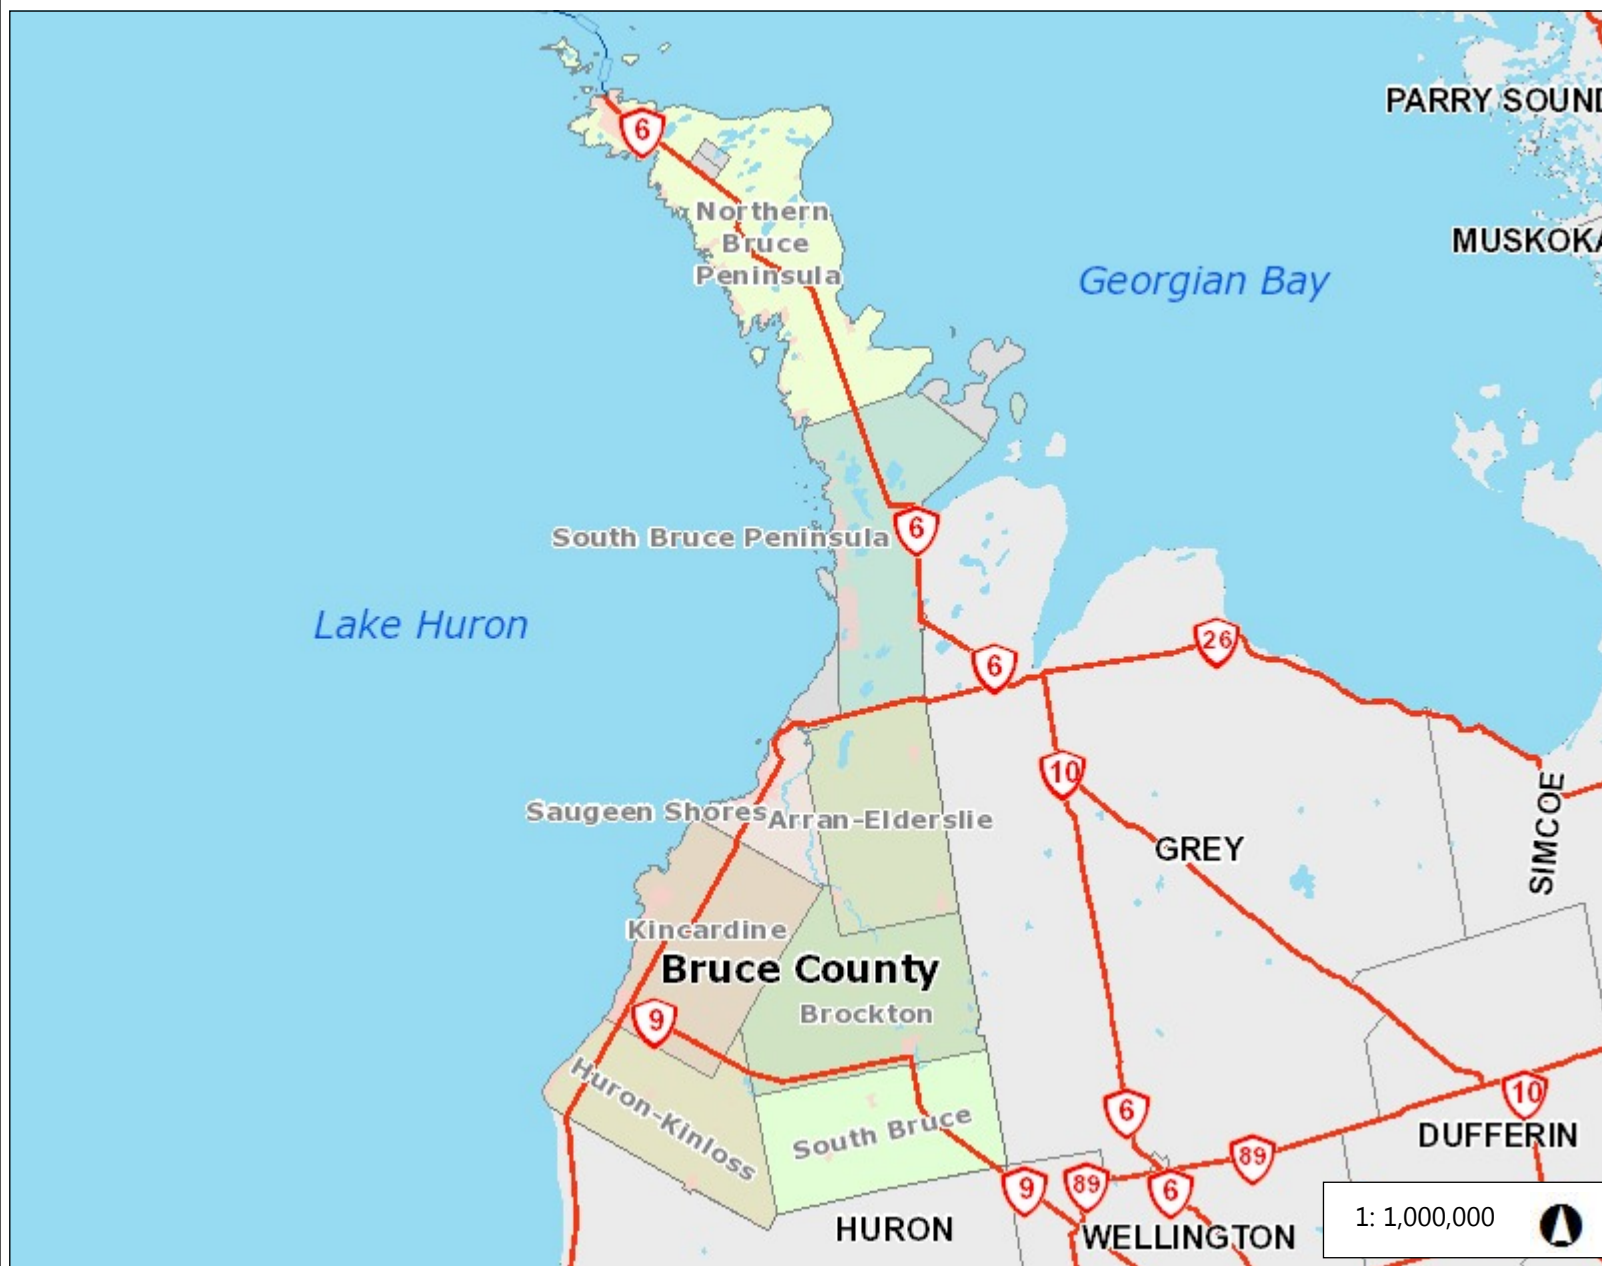 PARRY SOUND
6
Northern
Bruce
Peninsula
MUSKOKA
Georgian Bay
6
South Bruce Peninsula
Lake Huron
6
26
10
Saugeen Shores
Arran-Elderslie
GREY
SIMCOE
Kincardine
Bruce County
Brockton
9
Huron-Kinloss
South Bruce
6
10
DUFFERIN
89
9
89
6
HURON
WELLINGTON
1: 1,000,000